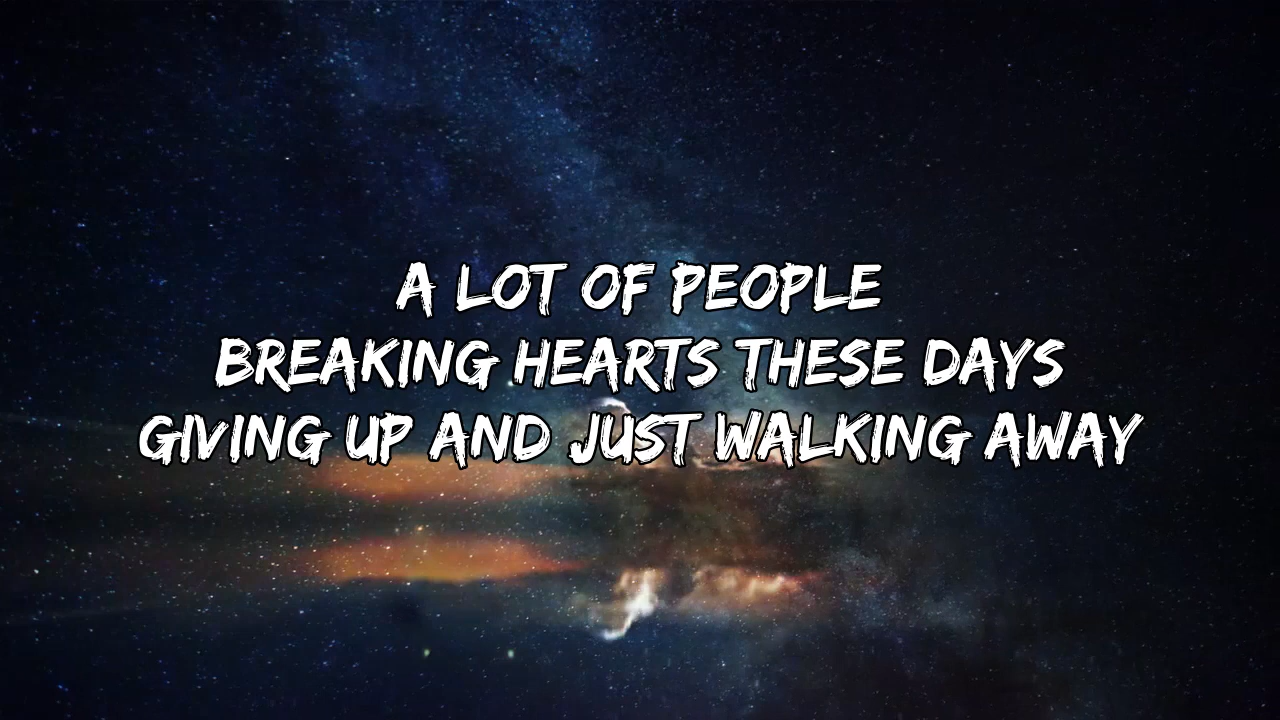 A LOT OF PEOPLE
BREAKING HEARTS THESE DAYS
GIVING UP AND JUST WALKING AWAY